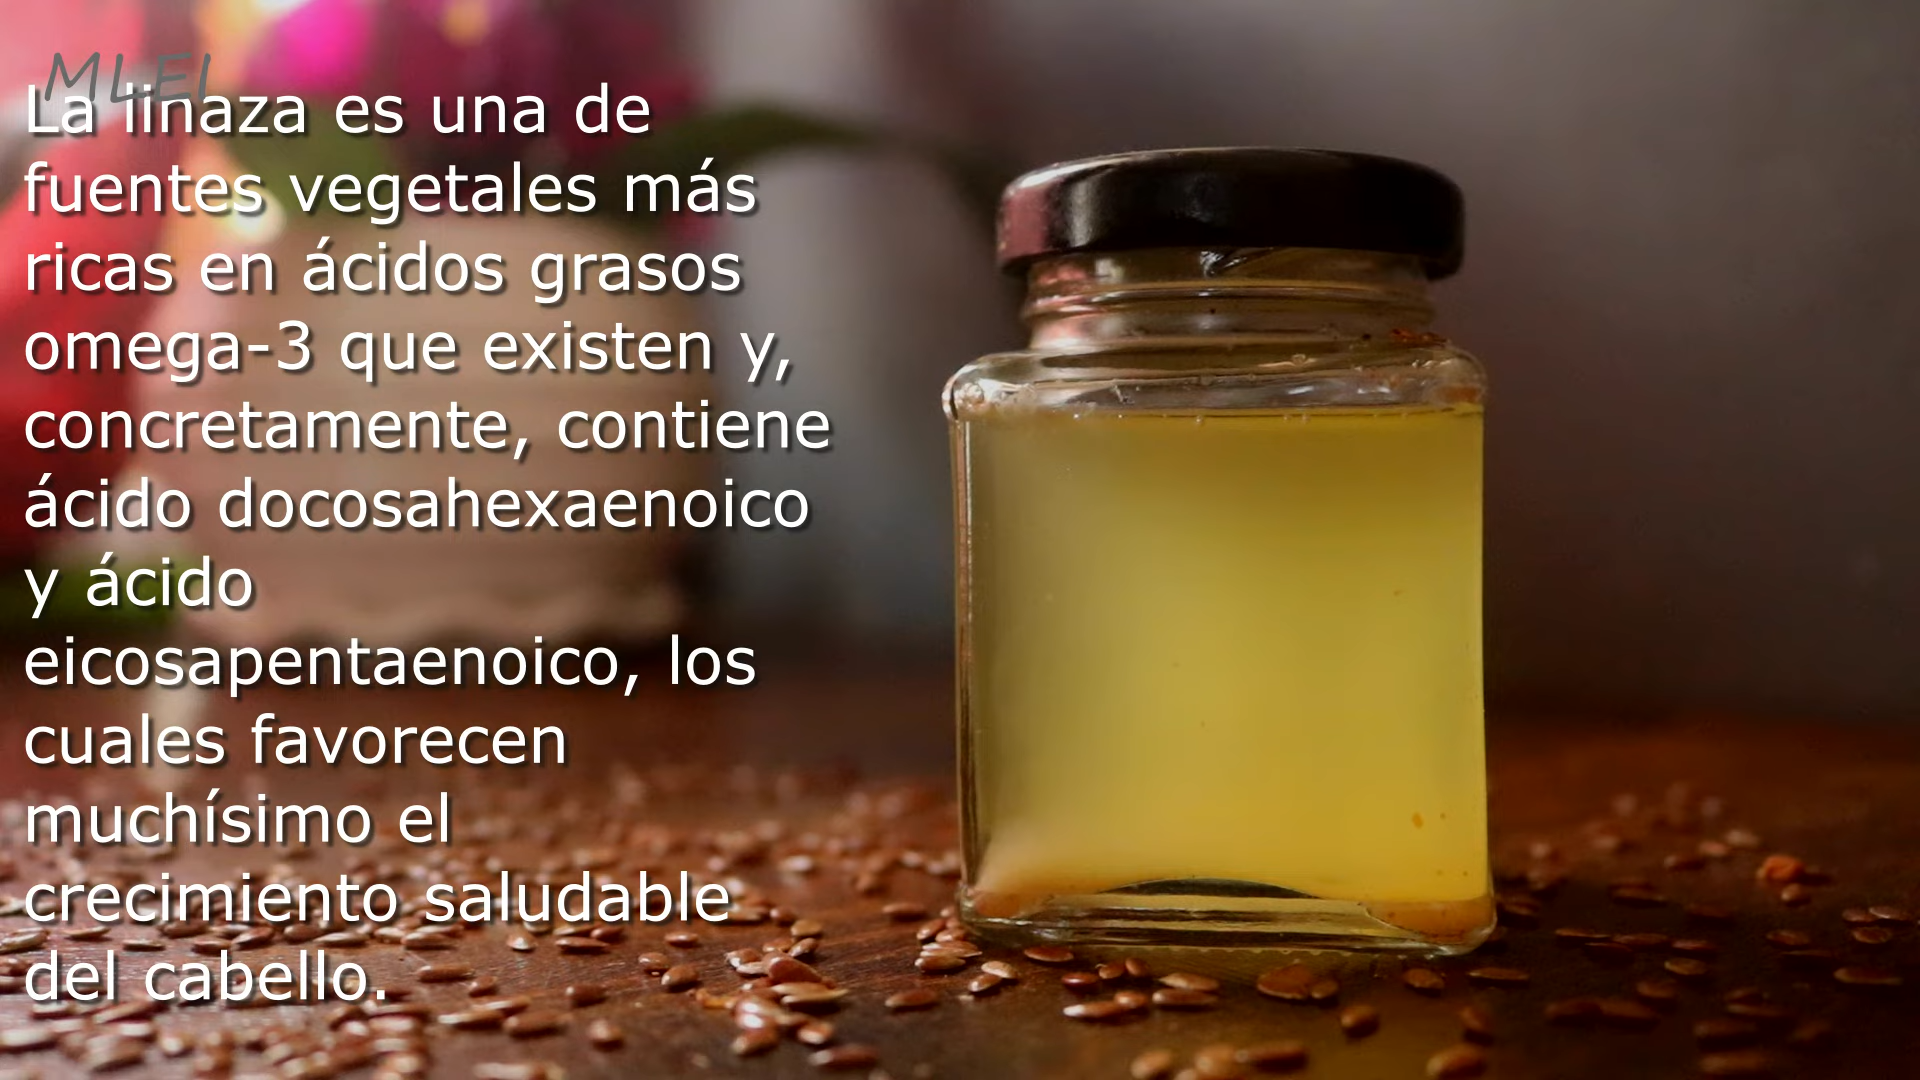 MLEI
La linaza es una de
fuentes vegetales más
ricas en ácidos grasos
omega-3 que existen y,
concretamente, contiene
ácido docosahexaenoico
y ácido
eicosapentaenoico, los
cuales favorecen
muchísimo el
crecimiento saludable
del cabello.